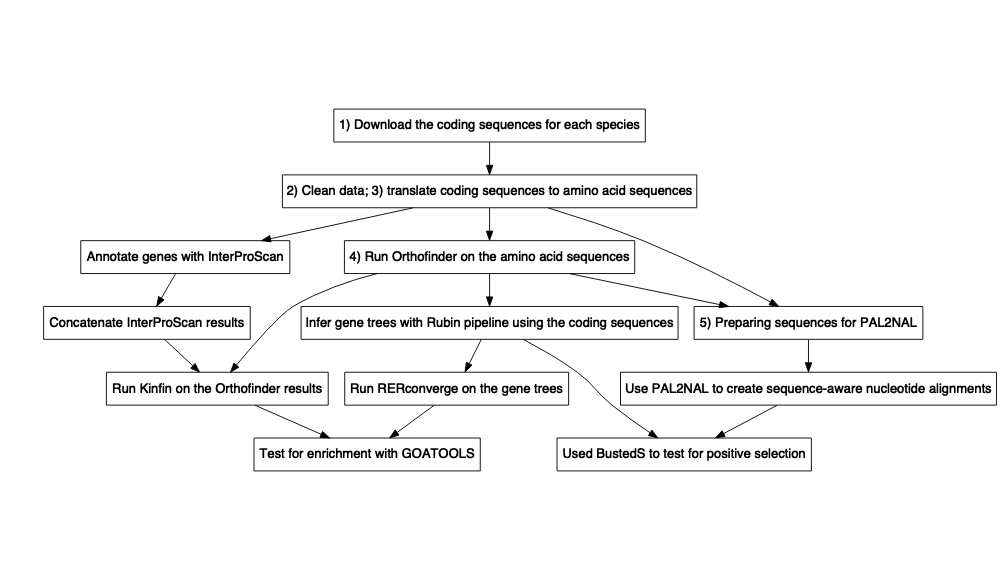 1) Download the coding sequences for each species
2) Clean data; 3) translate coding sequences to amino acid sequences
Annotate genes with InterProScan
4) Run Orthofinder on the amino acid sequences
Concatenate InterProScan results
Infer gene trees with Rubin pipeline using the coding sequences
5) Preparing sequences for PAL2NAL
Run Kinfin on the Orthofinder results
Run RERconverge on the gene trees
Use PAL2NAL to create sequence-aware nucleotide alignments
Test for enrichment with GOATOOLS
Used BustedS to test for positive selection